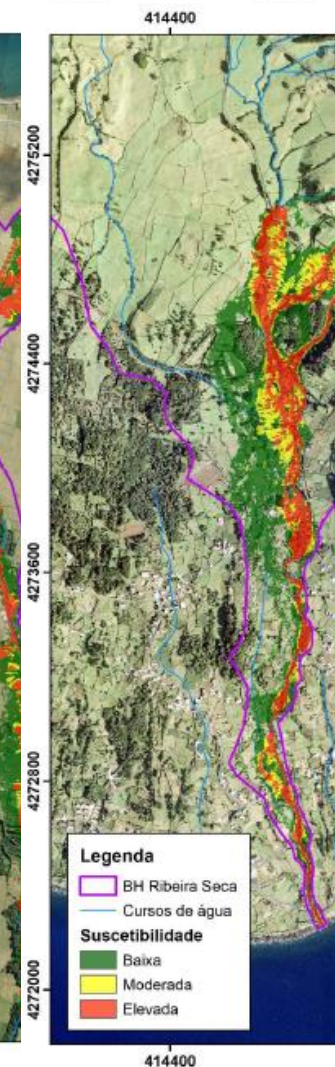 414400
4275200
4274400
4273600
4272800
4272000
Legenda
BH Ribeira Seca
Cursos de água
Suscetibilidade
Baixa
Moderada
Elevada
414400